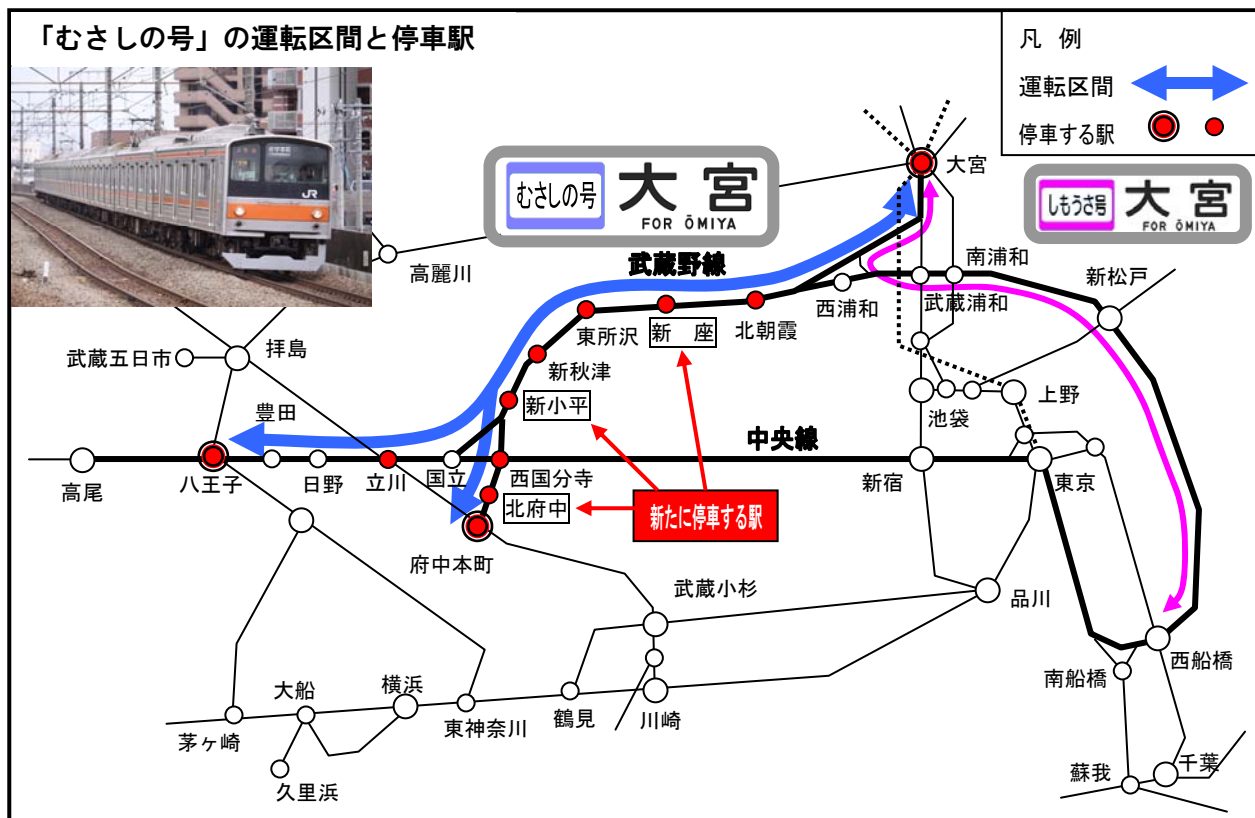 「むさしの号」の運転区間と停車駅
凡 例
運転区間
停車する駅
JR
むさしの号
大宮
FOR ŌMIYA
大宮
しもうさ号
大宮
FOR ŌMIYA
高麗川
武蔵野線
南浦和
新松戸
西浦和
武蔵浦和
北朝霞
新 座
東所沢
新秋津
新小平
武蔵五日市
拝島
豊田
池袋
上野
中央線
高尾
八王子
日野
立川
国立
西国分寺
新宿
東京
北府中
新たに停車する駅
府中本町
武蔵小杉
品川
西船橋
南船橋
大船
横浜
東神奈川
鶴見
川崎
茅ヶ崎
久里浜
蘇我
千葉